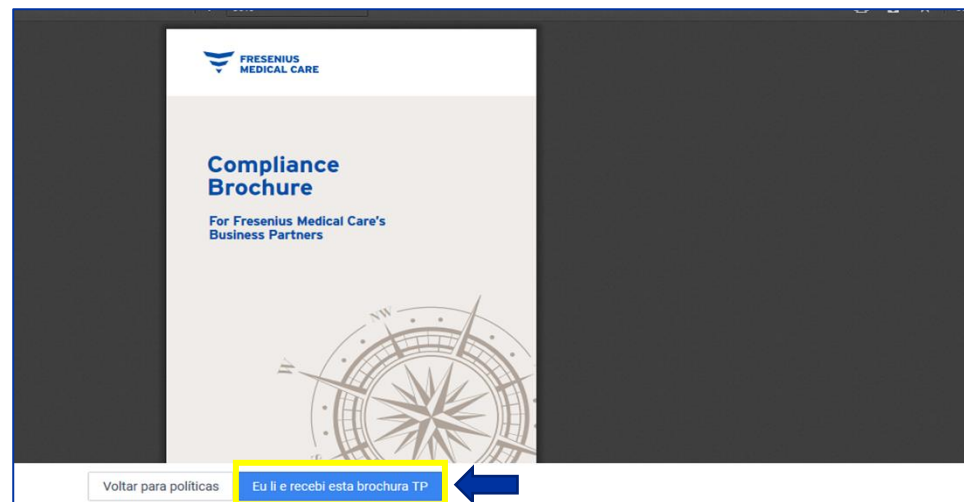 FRESENIUS
MEDICAL CARE
Compliance
Brochure
For Fresenius Medical Care's
Business Partners
NW
W
Voltar para políticas
Eu li e recebi esta brochura TP